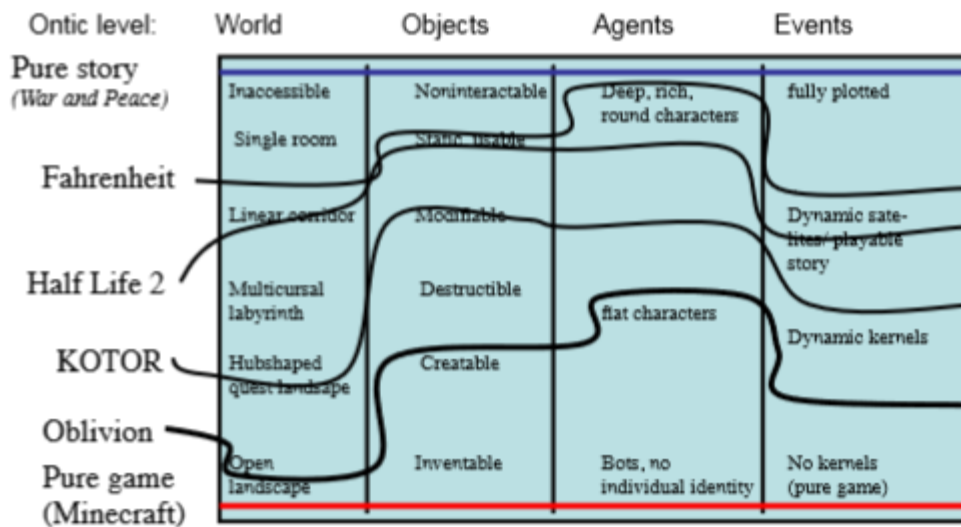 Ontic level: World Objects Agents Events
Pure story
(War and Peace)
Inaccessible Noninteractable Deep, rich, fully plotted
round characters
Single room Static, usable
Fahrenheit
Linear corridor Modifiable Dynamic sate-
lites/ playable
story
Half Life 2
Multicursal Destructible
labyrinth
flat characters
Dynamic kernels
KOTOR
Hubshaped Creatable
quest landsape
Oblivion
Open Inventable Bots, no No kernels
landscape individual identity (pure game)
Pure game
(Minecraft)